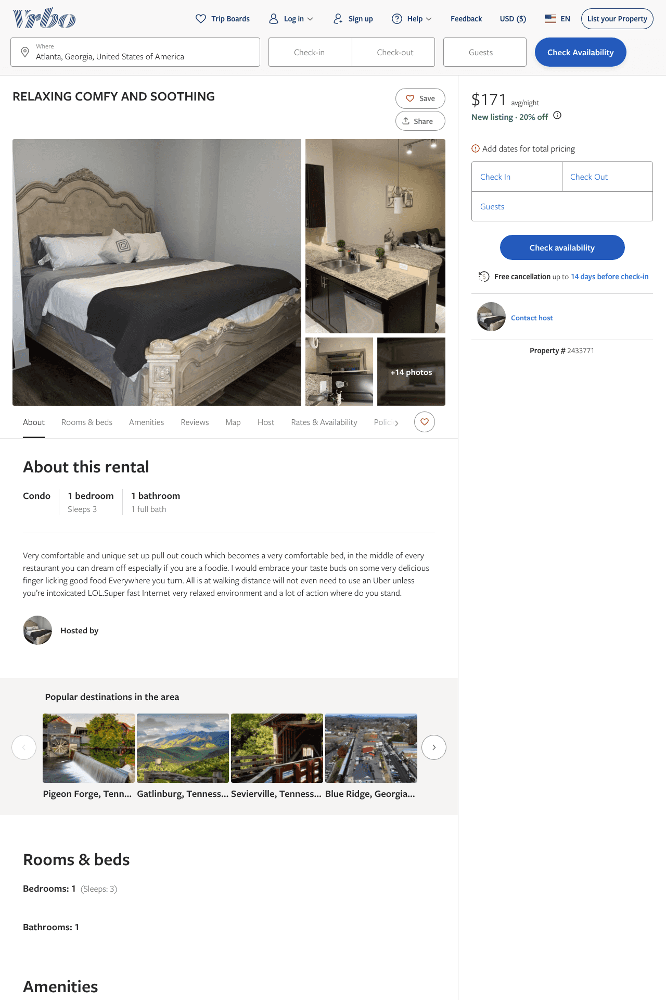 Vrbo
Trip Boards
Log in
Sign up
Help
Feedback
USD ($)
EN
List your Property
Where
Atlanta, Georgia, United States of America
Check-in
Check-out
Guests
Check Availability
RELAXING COMFY AND SOOTHING
Save
Share
+14 photos
$171 avg/night
New listing · 20% off
Add dates for total pricing
Check In
Check Out
Guests
Check availability
Free cancellation up to 14 days before check-in
Contact host
Property # 2433771
About
Rooms & beds
Amenities
Reviews
Map
Host
Rates & Availability
Polici
About this rental
Condo
1 bedroom
Sleeps 3
1 bathroom
1 full bath
Very comfortable and unique set up pull out couch which becomes a very comfortable bed, in the middle of every
restaurant you can dream off especially if you are a foodie. I would embrace your taste buds on some very delicious
finger licking good food Everywhere you turn. All is at walking distance will not even need to use an Uber unless
you’re intoxicated LOL.Super fast Internet very relaxed environment and a lot of action where do you stand.
Hosted by
Popular destinations in the area
Pigeon Forge, Tenn...
Gatlinburg, Tenness...
Sevierville, Tenness...
Blue Ridge, Georgia...
Rooms & beds
Bedrooms: 1 (Sleeps: 3)
Bathrooms: 1
Amenities